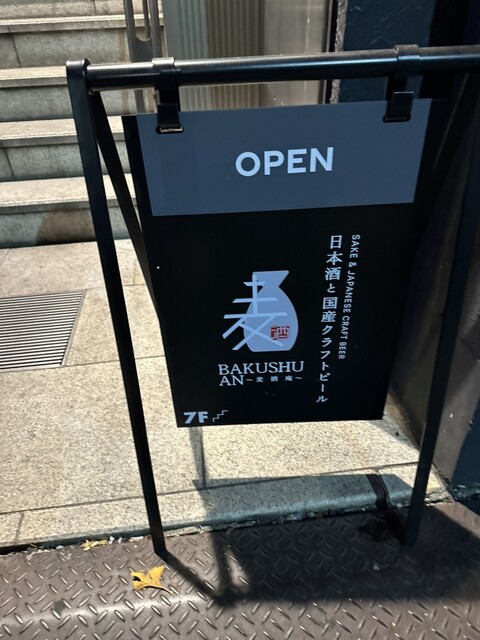 OPEN
SAKE & JAPANESE CRAFT BEER
日本酒と国産クラフトビール
麦
酒
BAKUSHU
AN~麦酒庵~
7F